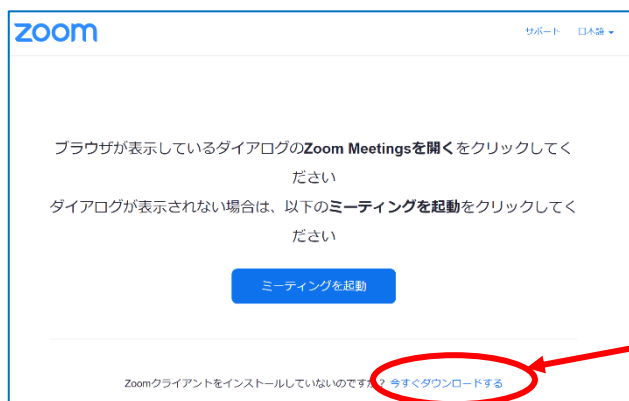 zoom
サポート 日本語
ブラウザが表示しているダイアログのZoom Meetingsを開くをクリックしてく
ださい
ダイアログが表示されない場合は、以下のミーティングを起動をクリックしてく
ださい
ミーティングを起動
Zoomクライアントをインストールしていないのですか？今すぐダウンロードする